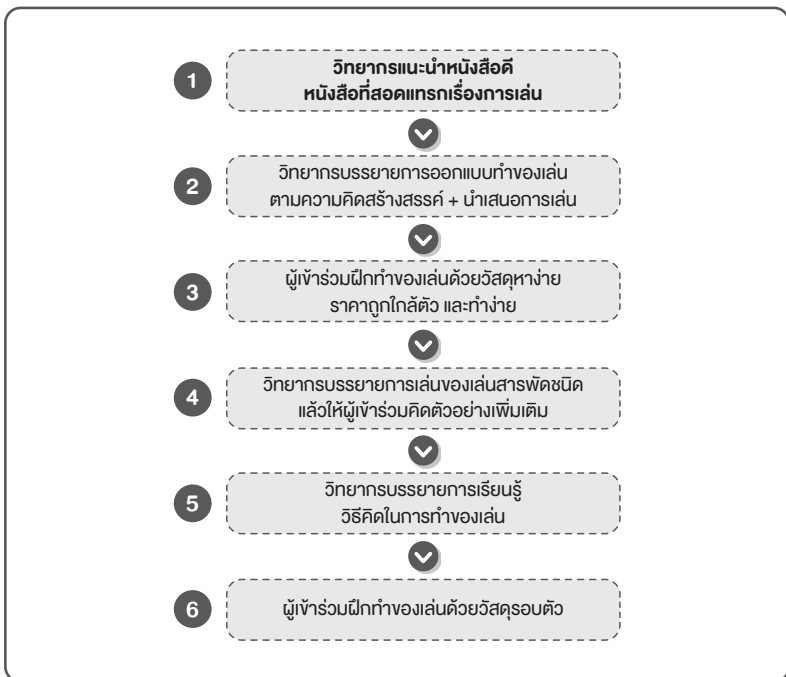 1
วิทยากรแนะนำหนังสือดี
หนังสือที่สอดแทรกเรื่องการเล่น
2
วิทยากรบรรยายการออกแบบทำของเล่น
ตามความคิดสร้างสรรค์ + นำเสนอการเล่น
3
ผู้เข้าร่วมฝึกทำของเล่นด้วยวัสดุหาง่าย
ราคาถูกใกล้ตัว และทำง่าย
4
วิทยากรบรรยายการเล่นของเล่นสารพัดชนิด
แล้วให้ผู้เข้าร่วมคิดตัวอย่างเพิ่มเติม
5
วิทยากรบรรยายการเรียนรู้
วิธีคิดในการทำของเล่น
6
ผู้เข้าร่วมฝึกทำของเล่นด้วยวัสดุรอบตัว